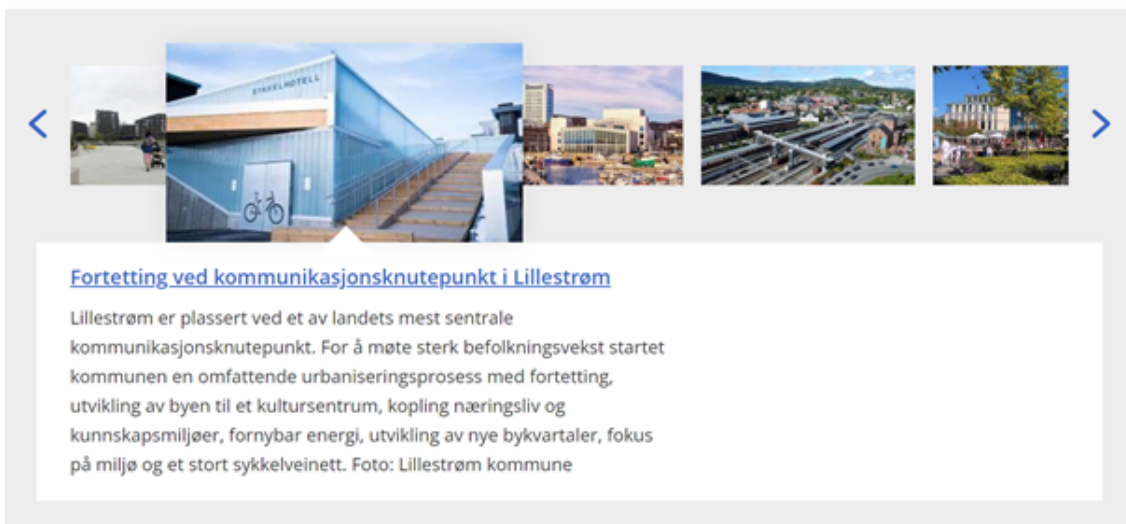 SYKKELHOTELL
Fortetting ved kommunikasjonsknutepunkt i Lillestrøm
Lillestrøm er plassert ved et av landets mest sentrale
kommunikasjonsknutepunkt. For å møte sterk befolkningsvekst startet
kommunen en omfattende urbaniseringsprosess med fortetting,
utvikling av byen til et kultursentrum, kopling næringsliv og
kunnskapsmiljøer, fornybar energi, utvikling av nye bykvartaler, fokus
på miljø og et stort sykkelveinett. Foto: Lillestrøm kommune